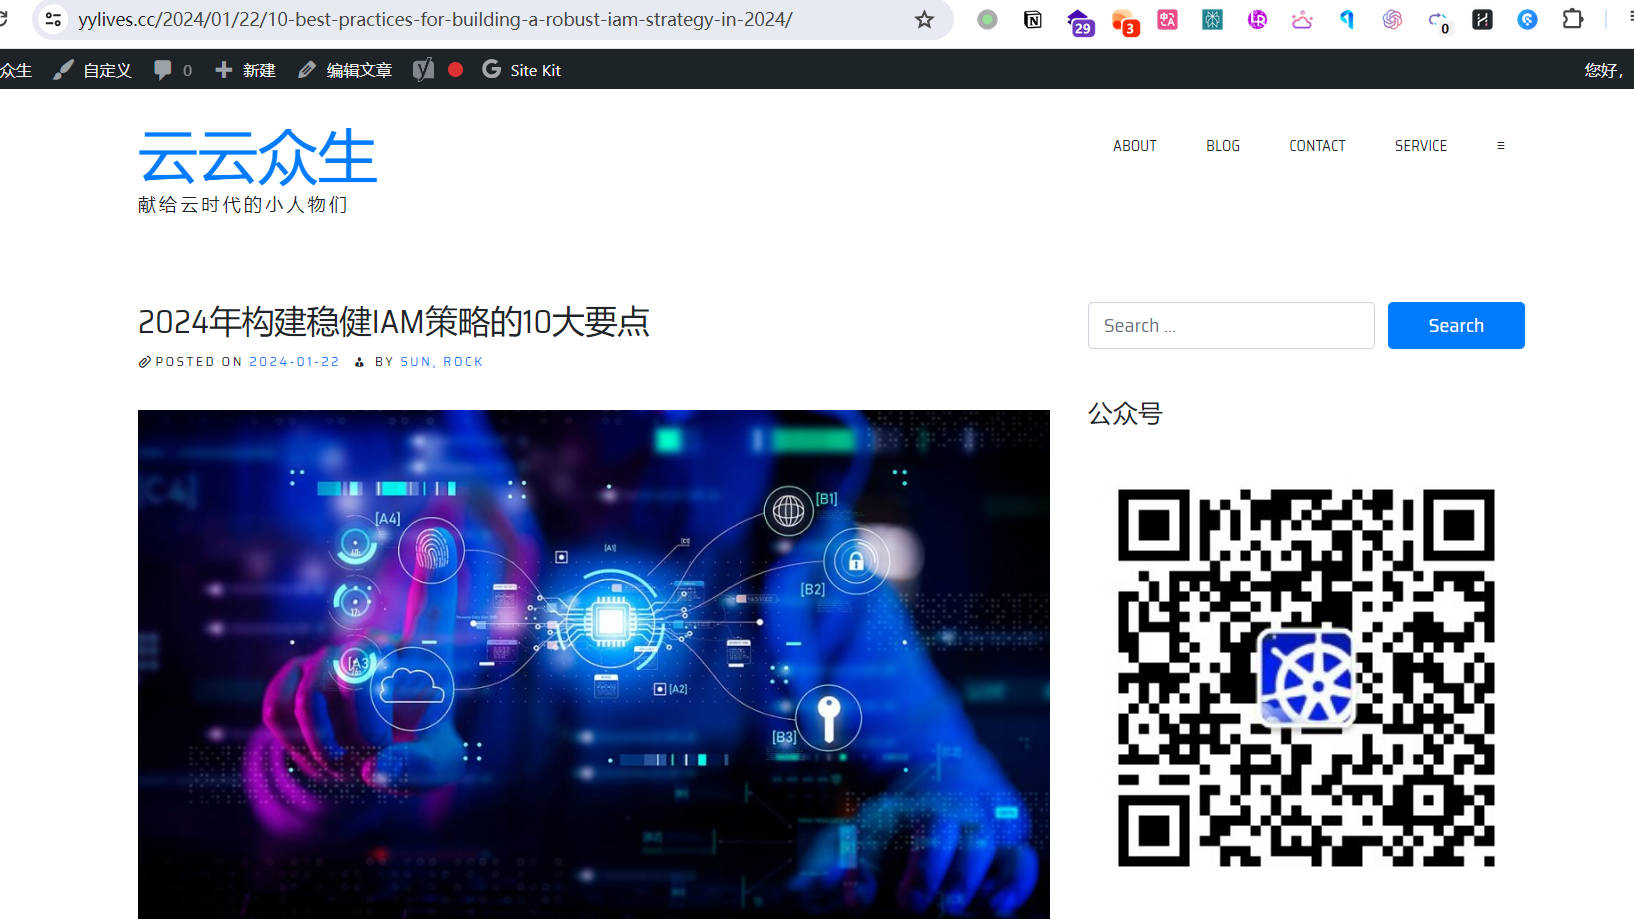 yylives.cc/2024/01/22/10-best-practices-for-building-a-robust-iam-strategy-in-2024/
29
3
0
众生 自定义 0 新建 编辑文章 Site Kit 您好,
云云众生
献给云时代的小人物们
ABOUT BLOG CONTACT SERVICE ≡
2024年构建稳健IAM策略的10大要点
POSTED ON 2024-01-22 BY SUN, ROCK
Search ...
Search
公众号
[C4]
[A4]
[B1]
[A1]
[C1]
[B2]
[A3]
[A2]
[B3]